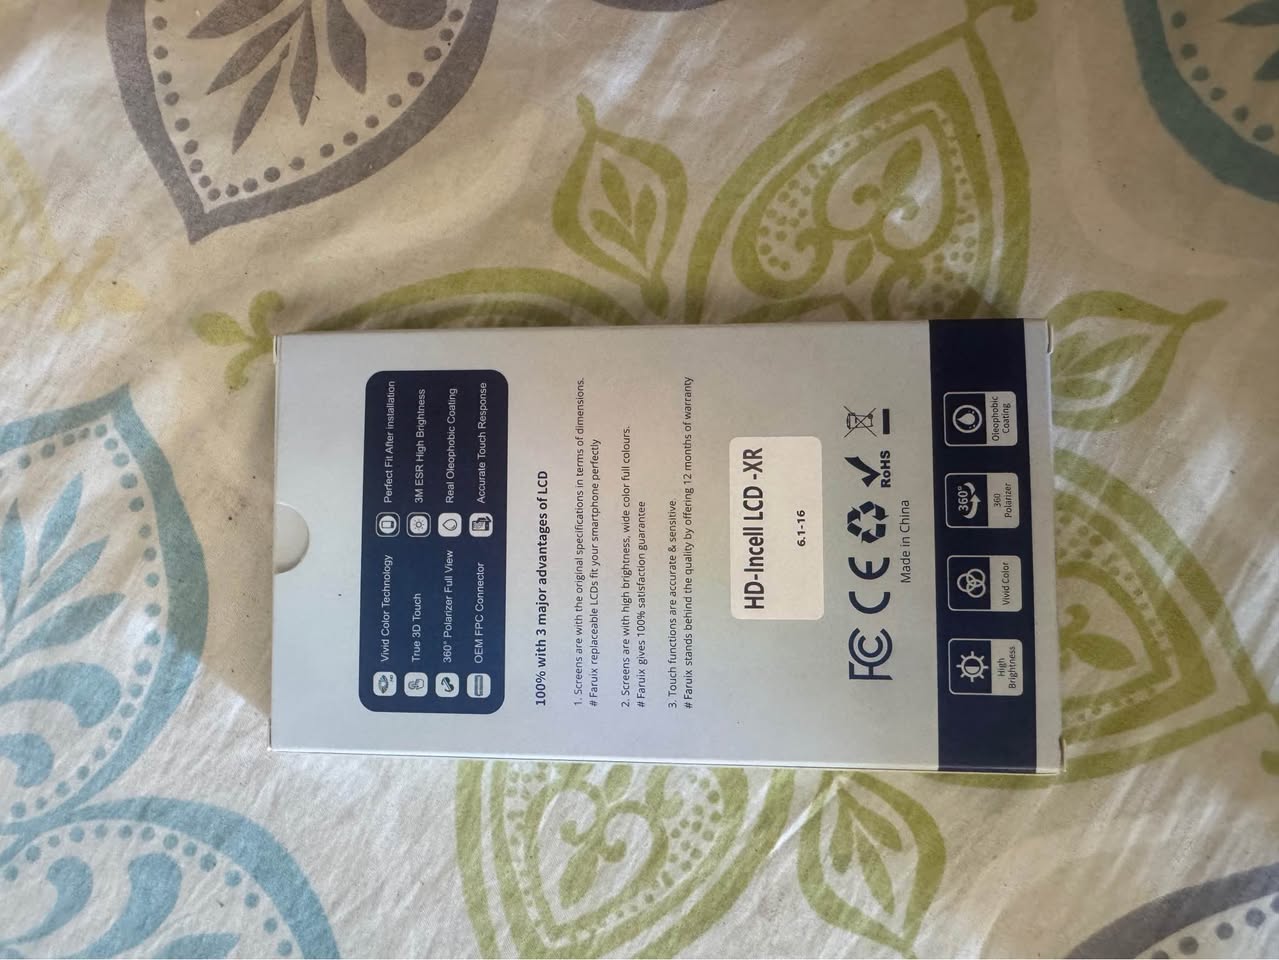 Vivid Color Technology
True 3D Touch
360° Polarizer Full View
OEM FPC Connector
Perfect Fit After installation
3M ESR High Brightness
Real Oleophobic Coating
Accurate Touch Response
100% with 3 major advantages of LCD
1. Screens are with the original specifications in terms of dimensions.
# Faruix replaceable LCDs fit your smartphone perfectly
2. Screens are with high brightness, wide color full colours.
# Faruix gives 100% satisfaction guarantee
3. Touch functions are accurate & sensitive.
# Faruix stands behind the quality by offering 12 months of warranty
HD-Incell LCD -XR
6.1-16
FC CE RoHS
Made in China
High
Brightness
Vivid Color
360°
360
Polarizer
Oleophobic
Coating